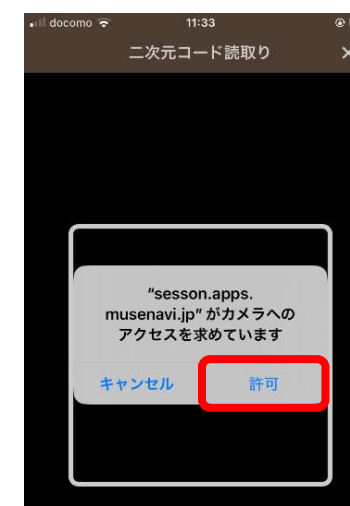 docomo 11:33
二次元コード読取り ×
"sesson.apps.
musenavi.jp"がカメラへの
アクセスを求めています
キャンセル 許可